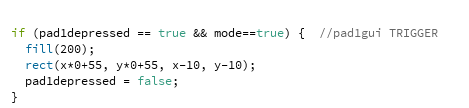 if (pad1depressed == true && mode==true) {  //pad1gui TRIGGER
  fill(200);
  rect(x*0+55, y*0+55, x-10, y-10);
  pad1depressed = false;
}